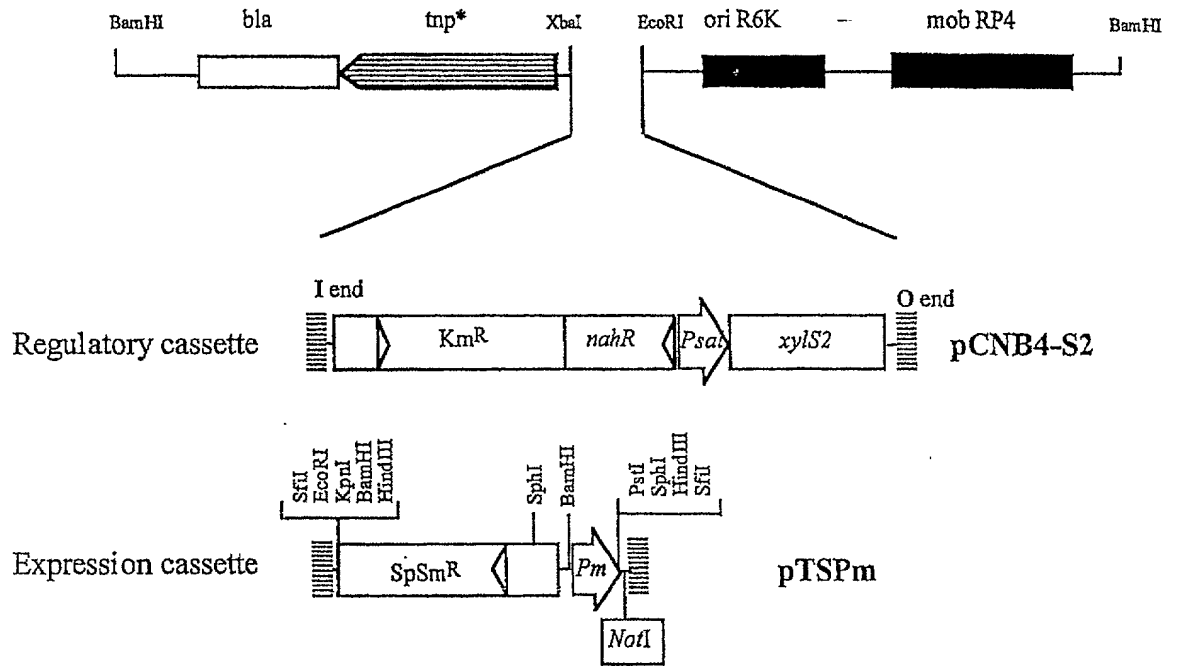 BamHI bla tnp* XbaI EcoRI ori R6K – mob RP4 BamHI
I end O end
Regulatory cassette KmR nahR Psal xylS2 pCNB4-S2
SfiI
EcoRI
KpnI
BamHI
HindIII
SphI
BamHI
PstI
SphI
HindIII
SfiI
Expression cassette SpSmR Pm pTSPm
NotI